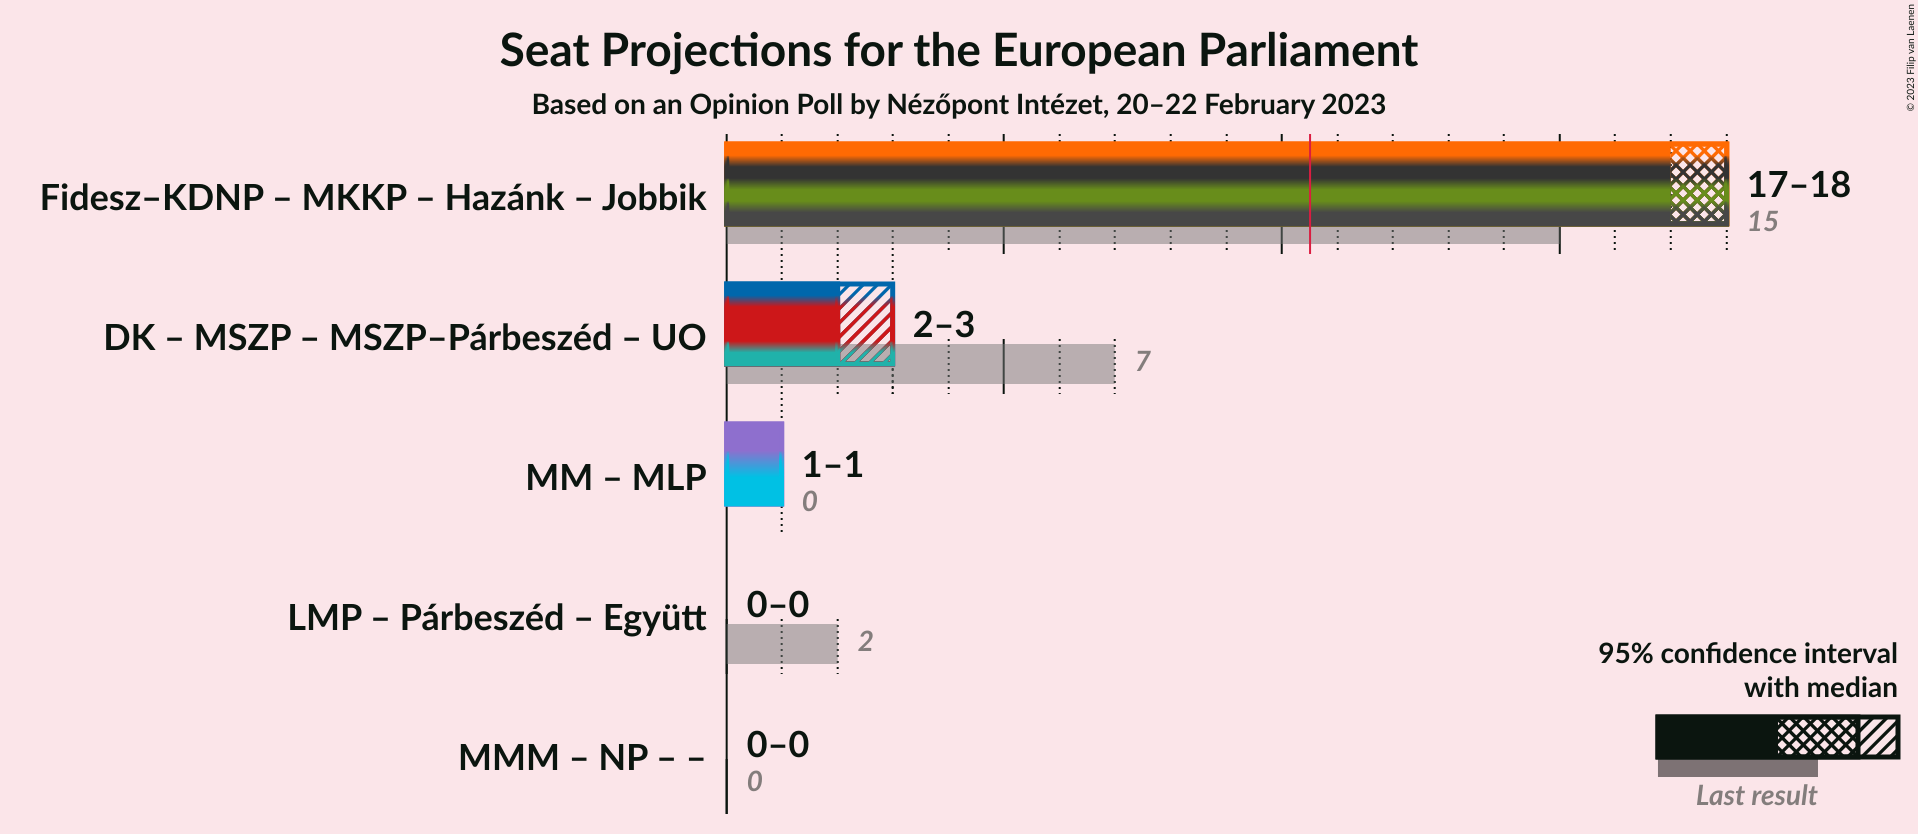 Seat Projections for the European Parliament
Based on an Opinion Poll by Nézőpont Intézet, 20–22 February 2023
© 2023 Filip van Laenen
Fidesz–KDNP – MKKP – Hazánk – Jobbik
17–18
15
DK – MSZP – MSZP–Párbeszéd – UO
2–3
7
MM – MLP
1–1
0
LMP – Párbeszéd – Együtt
0–0
2
MMM – NP – –
0–0
0
95% confidence interval
with median
Last result